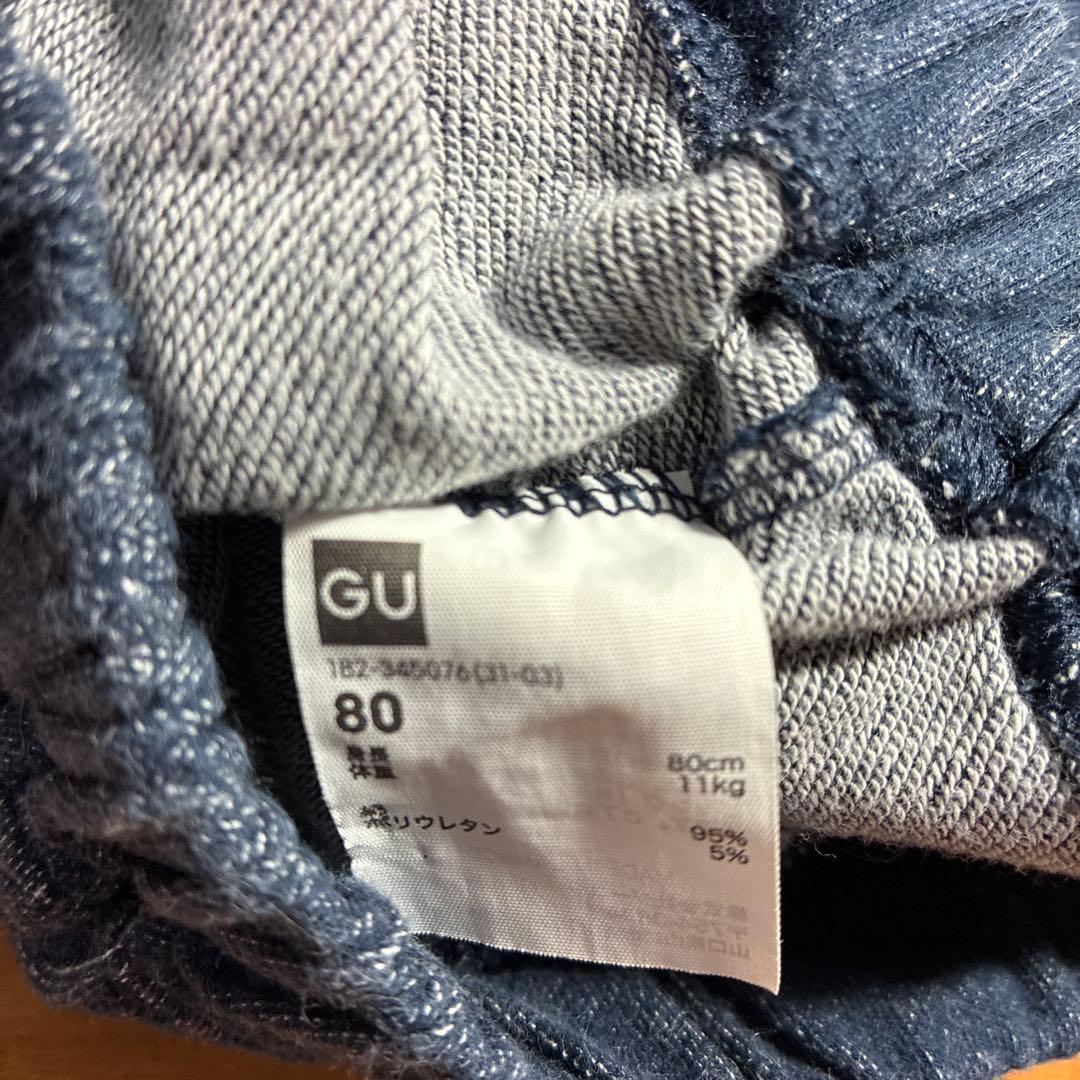 GU
182-345076(31-03)
80
身長 80cm
体重 11kg
綿 95%
ポリウレタン 5%